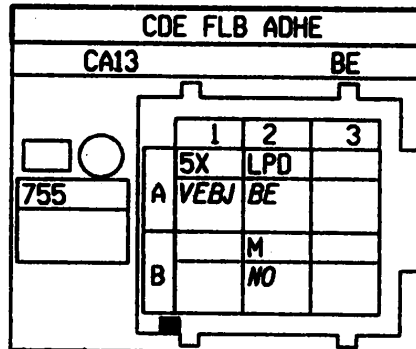 CDE FLB ADHE
CA13 BE
1 2 3
5X LPD
755
A VEBJ BE
M
B NO